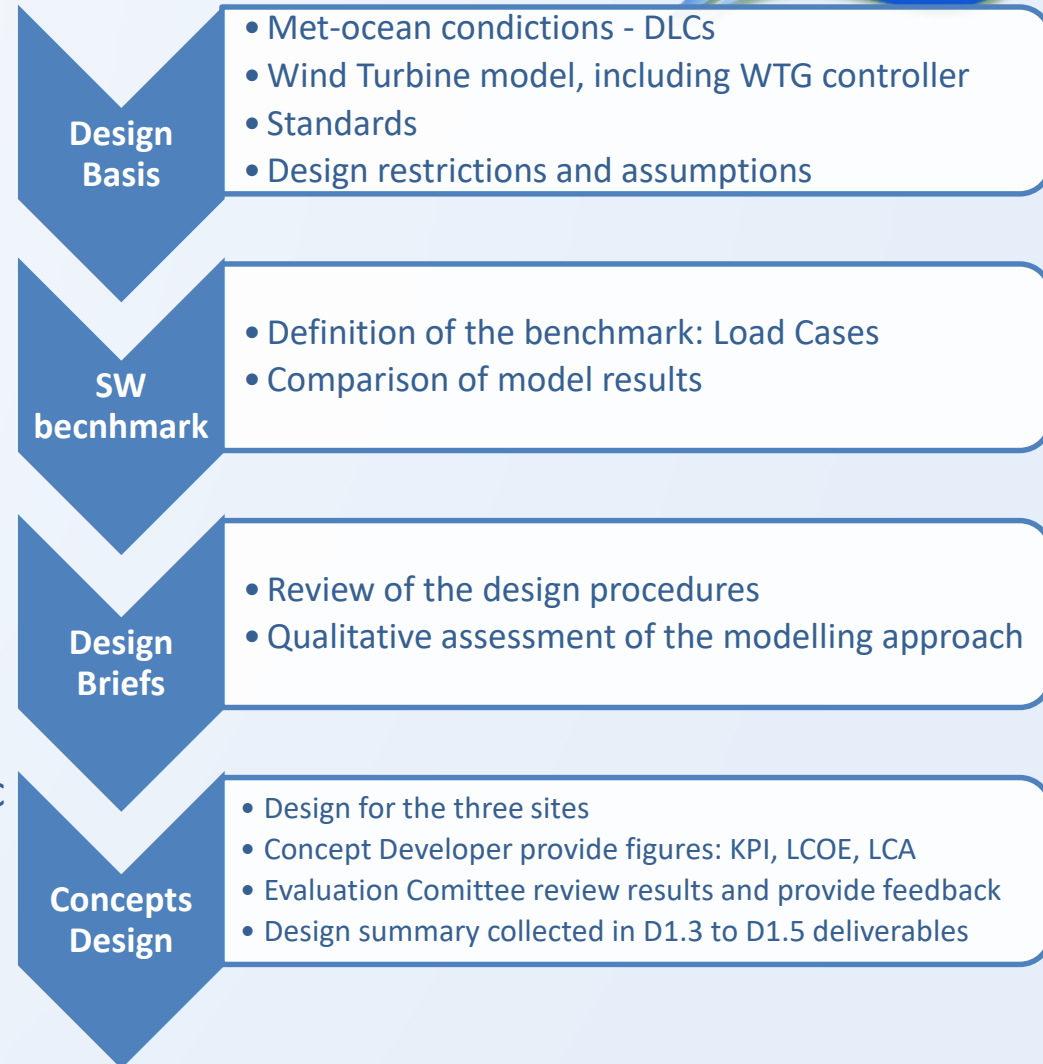 Design
Basis
• Met-ocean condictions - DLCs
• Wind Turbine model, including WTG controller
• Standards
• Design restrictions and assumptions
SW
becnhmark
• Definition of the benchmark: Load Cases
• Comparison of model results
Design
Briefs
• Review of the design procedures
• Qualitative assessment of the modelling approach
Concepts
Design
• Design for the three sites
• Concept Developer provide figures: KPI, LCOE, LCA
• Evaluation Comittee review results and provide feedback
• Design summary collected in D1.3 to D1.5 deliverables